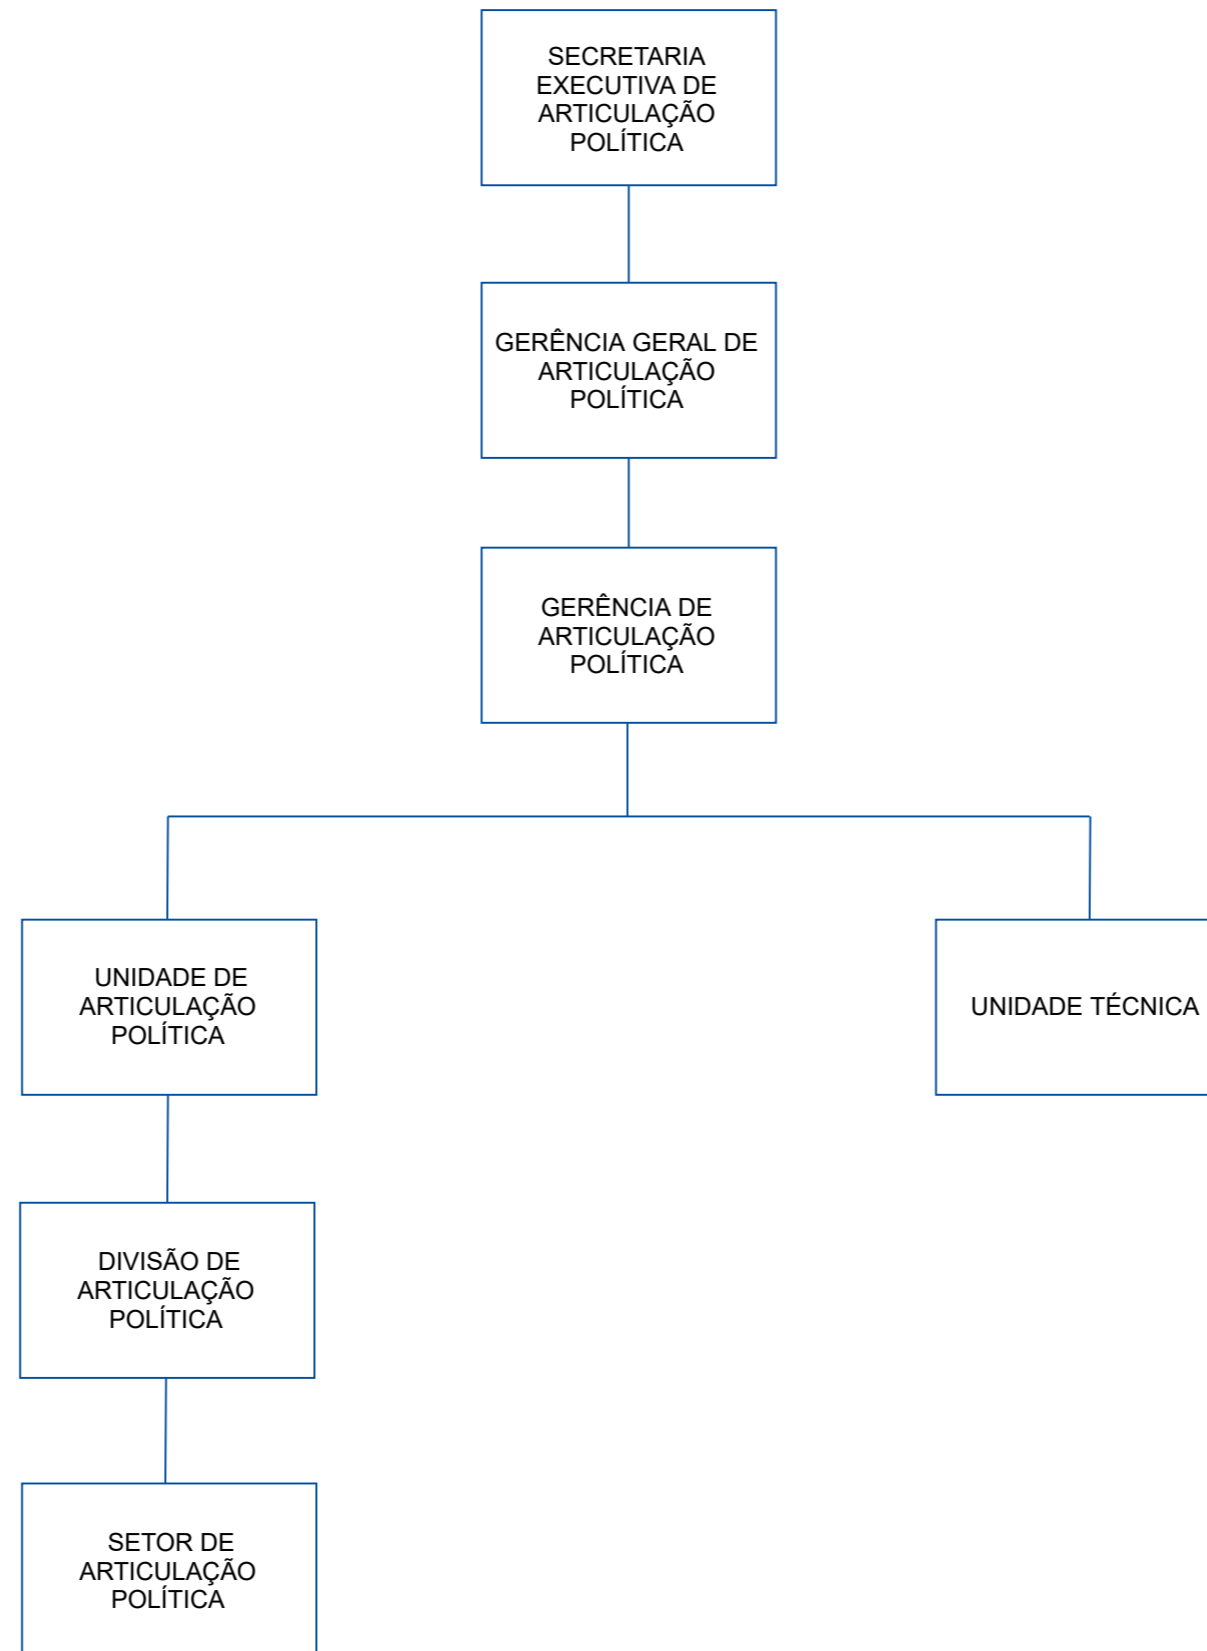 SECRETARIA
EXECUTIVA DE
ARTICULAÇÃO
POLÍTICA
GERÊNCIA GERAL DE
ARTICULAÇÃO
POLÍTICA
GERÊNCIA DE
ARTICULAÇÃO
POLÍTICA
UNIDADE DE
ARTICULAÇÃO
POLÍTICA
UNIDADE TÉCNICA
DIVISÃO DE
ARTICULAÇÃO
POLÍTICA
SETOR DE
ARTICULAÇÃO
POLÍTICA